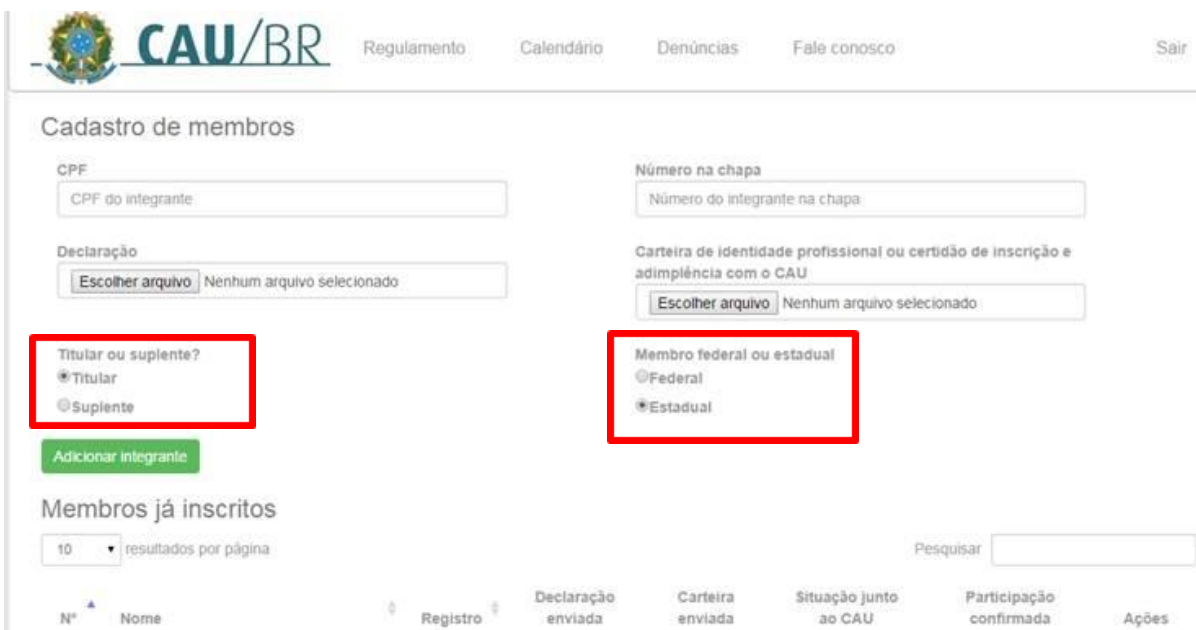 CAU/BR Regulamento Calendário Denúncias Fale conosco Sair
Cadastro de membros
CPF
CPF do integrante
Número na chapa
Número do integrante na chapa
Declaração
Escolher arquivo Nenhum arquivo selecionado
Carteira de identidade profissional ou certidão de inscrição e
adimplência com o CAU
Escolher arquivo Nenhum arquivo selecionado
Titular ou suplente?
Titular
Suplente
Membro federal ou estadual
Federal
Estadual
Adicionar integrante
Membros já inscritos
10 resultados por página
Pesquisar
N° Nome Registro Declaração enviada Carteira enviada Situação junto ao CAU Participação confirmada Ações